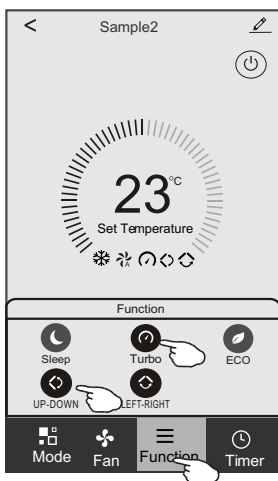 < Sample2
23°C
Set Temperature
A
Function
Sleep Turbo ECO
UP-DOWN LEFT-RIGHT
Mode Fan Function Timer